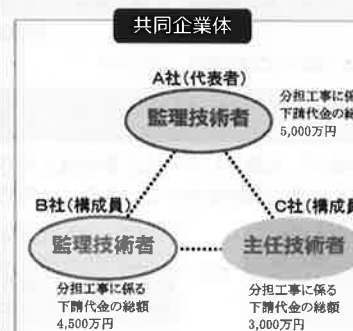 共同企業体
A社(代表者)
監理技術者
分担工事に係
下請代金の総
5,000万円
B社(構成員)
C社(構成員
監理技術者
主任技術者
分担工事に係る
下請代金の総額
4,500万円
分担工事に係る
下請代金の総額
3,000万円